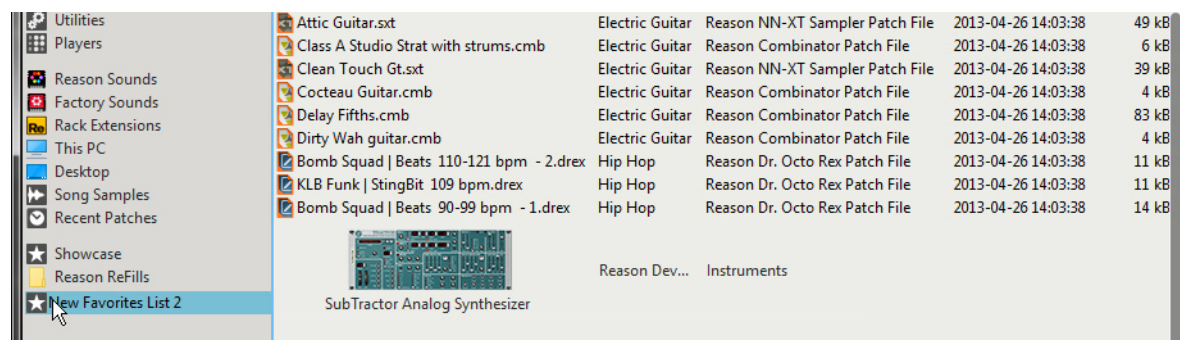 Utilities
Players
Reason Sounds
Factory Sounds
Re Rack Extensions
This PC
Desktop
Song Samples
Recent Patches
Showcase
Reason ReFills
New Favorites List 2
Attic Guitar.sxt Electric Guitar Reason NN-XT Sampler Patch File 2013-04-26 14:03:38 49 kB
Class A Studio Strat with strums.cmb Electric Guitar Reason Combinator Patch File 2013-04-26 14:03:38 6 kB
Clean Touch Gt.sxt Electric Guitar Reason NN-XT Sampler Patch File 2013-04-26 14:03:38 39 kB
Cocteau Guitar.cmb Electric Guitar Reason Combinator Patch File 2013-04-26 14:03:38 4 kB
Delay Fifths.cmb Electric Guitar Reason Combinator Patch File 2013-04-26 14:03:38 83 kB
Dirty Wah guitar.cmb Electric Guitar Reason Combinator Patch File 2013-04-26 14:03:38 4 kB
Bomb Squad | Beats 110-121 bpm - 2.drex Hip Hop Reason Dr. Octo Rex Patch File 2013-04-26 14:03:38 11 kB
KLB Funk | StingBit 109 bpm.drex Hip Hop Reason Dr. Octo Rex Patch File 2013-04-26 14:03:38 11 kB
Bomb Squad | Beats 90-99 bpm - 1.drex Hip Hop Reason Dr. Octo Rex Patch File 2013-04-26 14:03:38 14 kB
Reason Dev... Instruments
SubTractor Analog Synthesizer